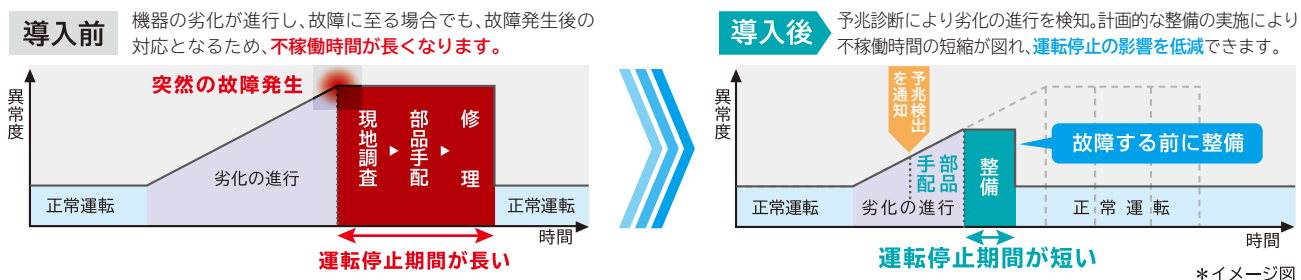 導入前
機器の劣化が進行し、故障に至る場合でも、故障発生後の
対応となるため、不稼働時間が長くなります。
異常度
突然の故障発生
現地調査
部品手配
修理
劣化の進行
正常運転
正常運転
時間
運転停止期間が長い
導入後
予兆診断により劣化の進行を検知。計画的な整備の実施により
不稼働時間の短縮が図れ、運転停止の影響を低減できます。
異常度
予兆検出
を通知
故障する前に整備
部品
手配
整備
正常運転
劣化の進行
正常運転
時間
運転停止期間が短い
＊イメージ図